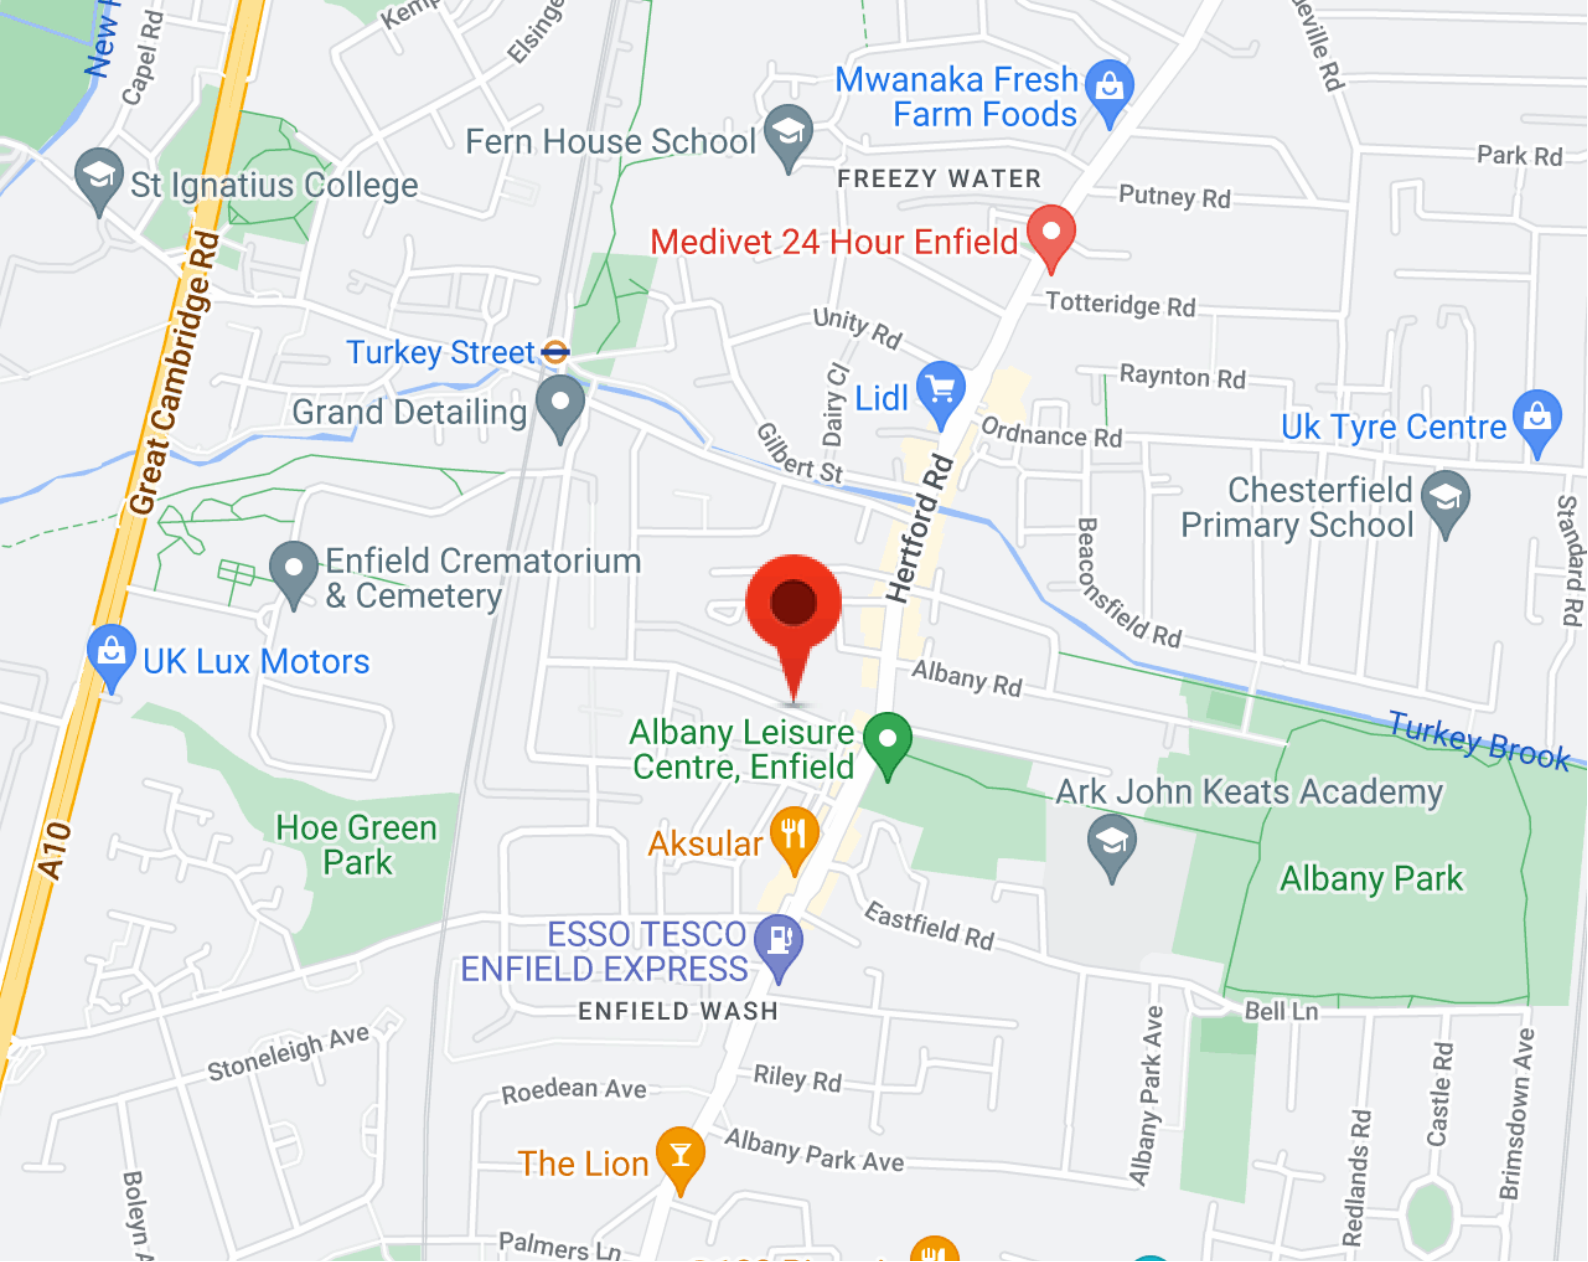 Kemp
Elsinge
New R
Capel Rd
deville Rd
Mwanaka Fresh
Farm Foods
Fern House School
Park Rd
St Ignatius College
FREEZY WATER
Putney Rd
Medivet 24 Hour Enfield
Great Cambridge Rd
Totteridge Rd
Unity Rd
Turkey Street
Raynton Rd
Dairy Cl
Lidl
Grand Detailing
Ordnance Rd
Uk Tyre Centre
Gilbert St
Hertford Rd
Chesterfield
Primary School
Standard Rd
Beaconsfield Rd
Enfield Crematorium
& Cemetery
UK Lux Motors
Albany Rd
Albany Leisure
Centre, Enfield
Turkey Brook
Ark John Keats Academy
Hoe Green
Park
A10
Aksular
Albany Park
Eastfield Rd
ESSO TESCO
ENFIELD EXPRESS
ENFIELD WASH
Bell Ln
Stoneleigh Ave
Riley Rd
Roedean Ave
Albany Park Ave
Castle Rd
Brimsdown Ave
Albany Park Ave
The Lion
Redlands Rd
Boleyn A
Palmers Ln